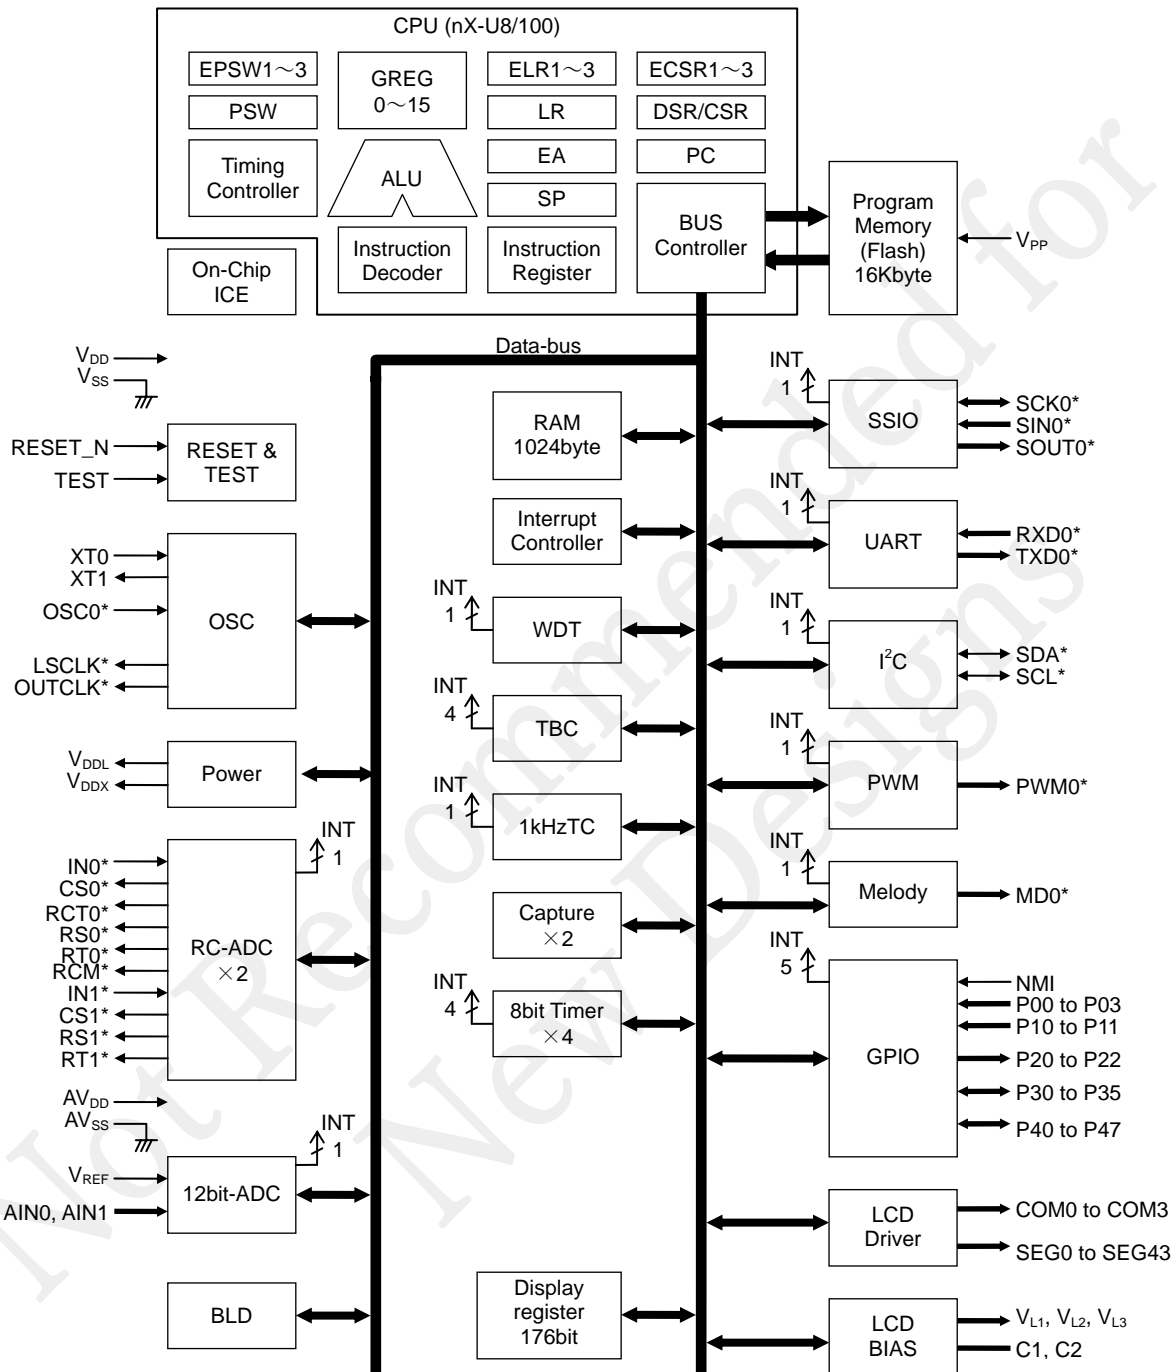 CPU (nX-U8/100)
EPSW1～3
GREG
0～15
ELR1～3
ECSR1～3
PSW
LR
DSR/CSR
Timing
Controller
ALU
EA
PC
SP
BUS
Controller
Program
Memory
(Flash)
16Kbyte
VPP
On-Chip
ICE
Instruction
Decoder
Instruction
Register
Data-bus
VDD
VSS
RESET_N
TEST
RESET &
TEST
XT0
XT1
OSC0*
LSCLK*
OUTCLK*
OSC
VDDL
VDDX
Power
INT
1
IN0*
CS0*
RCT0*
RS0*
RT0*
RCM*
IN1*
CS1*
RS1*
RT1*
RC-ADC
×2
AVDD
AVSS
INT
1
VREF
AIN0, AIN1
12bit-ADC
BLD
RAM
1024byte
Interrupt
Controller
INT
1
WDT
INT
4
TBC
INT
1
1kHzTC
Capture
×2
INT
4
8bit Timer
×4
Display
register
176bit
INT
1
SSIO
SCK0*
SIN0*
SOUT0*
INT
1
UART
RXD0*
TXD0*
INT
1
I²C
SDA*
SCL*
INT
1
PWM
PWM0*
INT
1
Melody
MD0*
INT
5
GPIO
NMI
P00 to P03
P10 to P11
P20 to P22
P30 to P35
P40 to P47
LCD
Driver
COM0 to COM3
SEG0 to SEG43
LCD
BIAS
VL1, VL2, VL3
C1, C2
Not Recommended for
New Designs